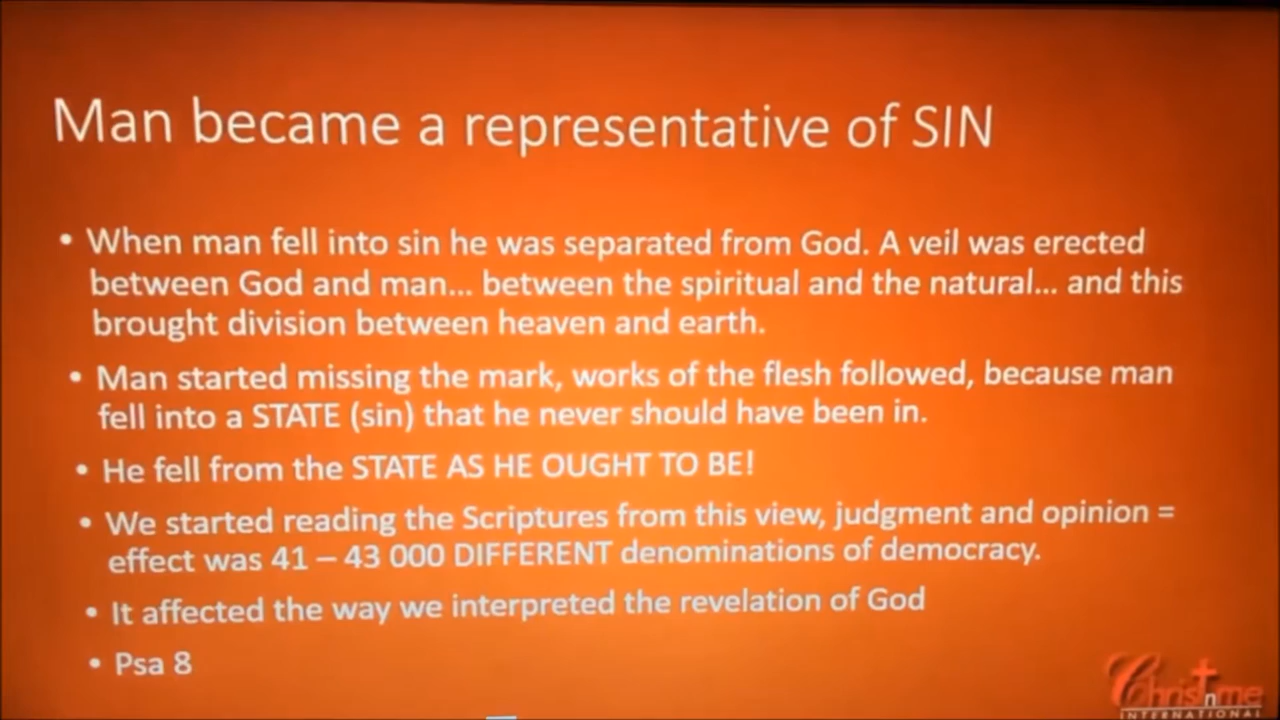 Man became a representative of SIN
• When man fell into sin he was separated from God. A veil was erected
between God and man... between the spiritual and the natural... and this
brought division between heaven and earth.
• Man started missing the mark, works of the flesh followed, because man
fell into a STATE (sin) that he never should have been in.
• He fell from the STATE AS HE OUGHT TO BE!
• We started reading the Scriptures from this view, judgment and opinion =
effect was 41 – 43 000 DIFFERENT denominations of democracy.
• It affected the way we interpreted the revelation of God
• Psa 8
Christnme
INTERNATIONAL